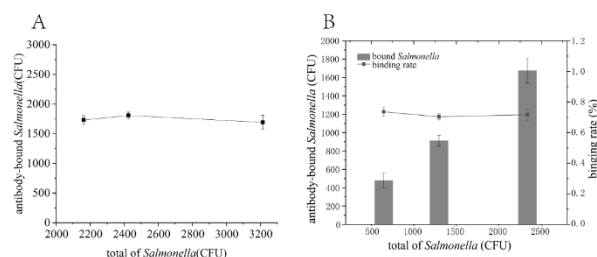 A
antibody-bound Salmonella(CFU)
3000
2500
2000
1500
1000
500
0
2000 2200 2400 2600 2800 3000 3200
total of Salmonella(CFU)
B
antibody-bound Salmonella (CFU)
2000
1800
1600
1400
1200
1000
800
600
400
200
0
bound Salmonella
binding rate
1.2
1.0
0.8
0.6
0.4
0.2
0.0
binding rate (%)
500 1000 1500 2000 2500
total of Salmonella (CFU)